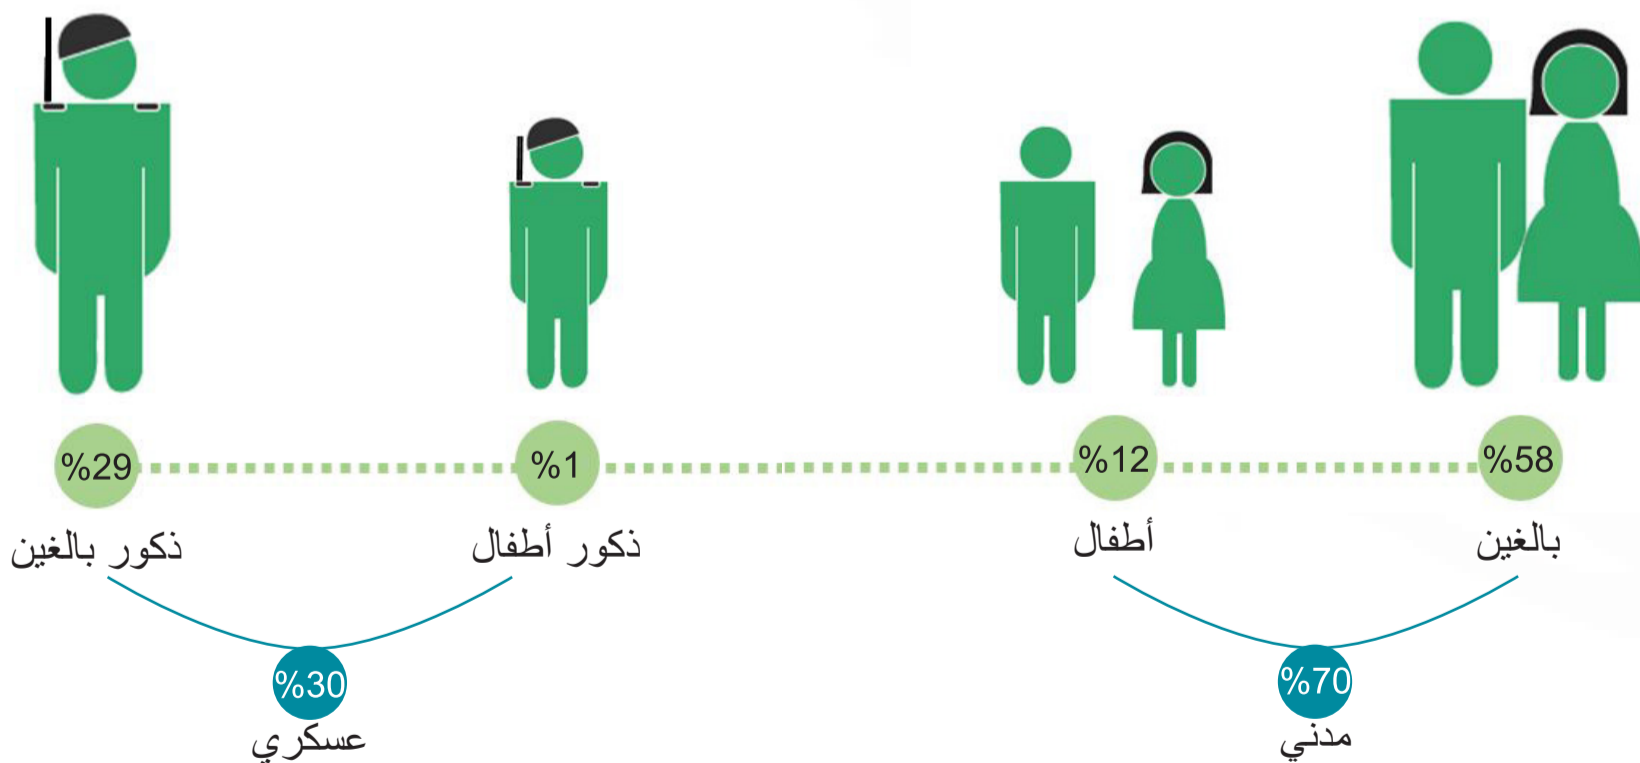 %58
%12
%1
%29
بالغين
أطفال
ذكور أطفال
ذكور بالغين
%70
%30
مدني
عسكري